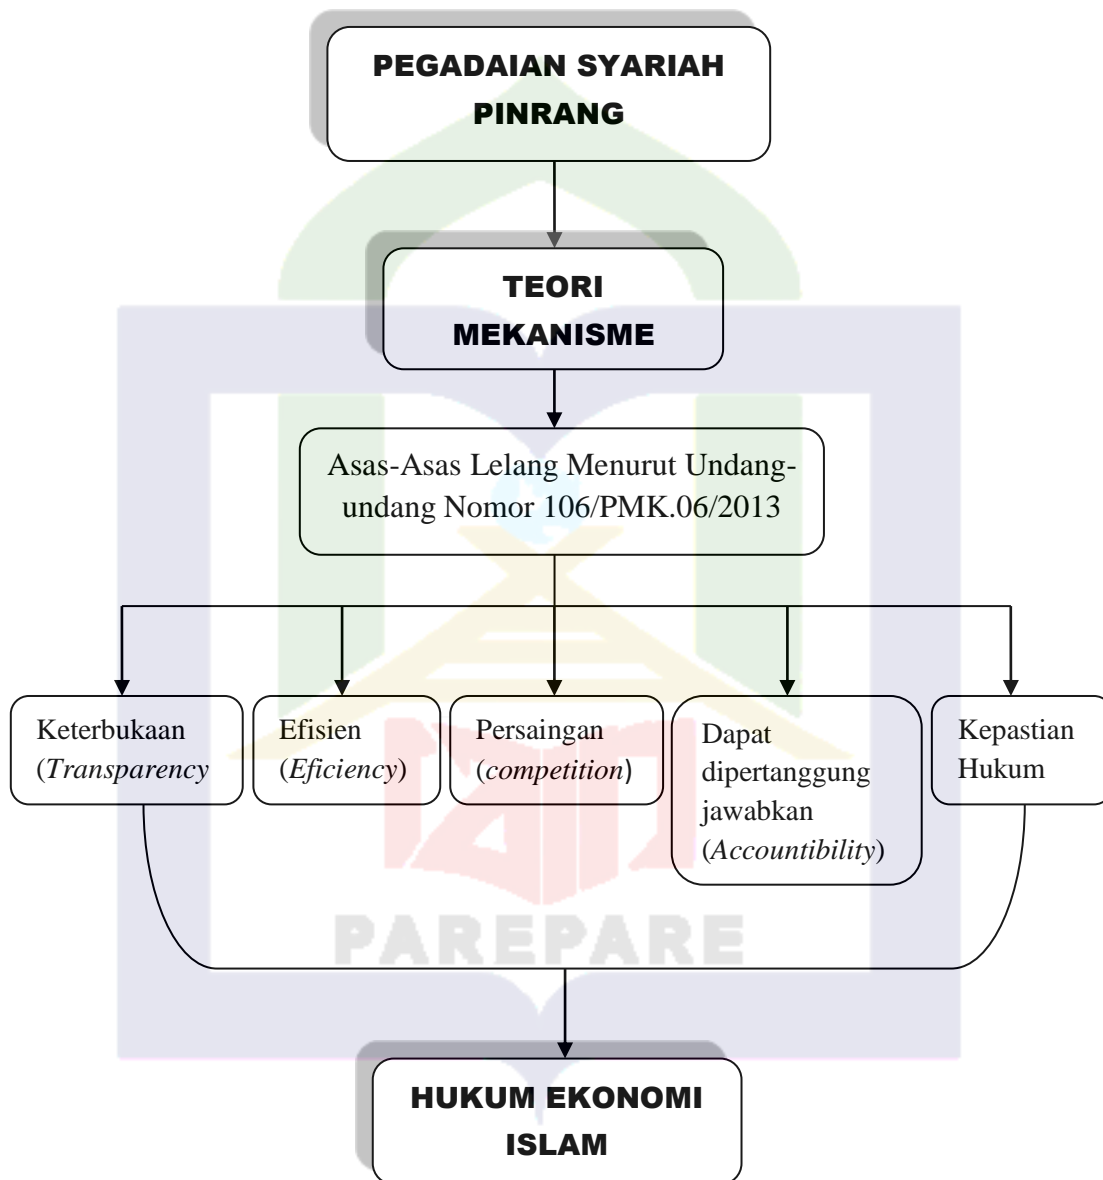 PEGADAIAN SYARIAH
PINRANG
TEORI
MEKANISME
Asas-Asas Lelang Menurut Undang-
undang Nomor 106/PMK.06/2013
Keterbukaan
(Transparency
Efisien
(Eficiency)
Persaingan
(competition)
Dapat
dipertanggung
jawabkan
(Accountibility)
Kepastian
Hukum
PAREPARE
HUKUM EKONOMI
ISLAM